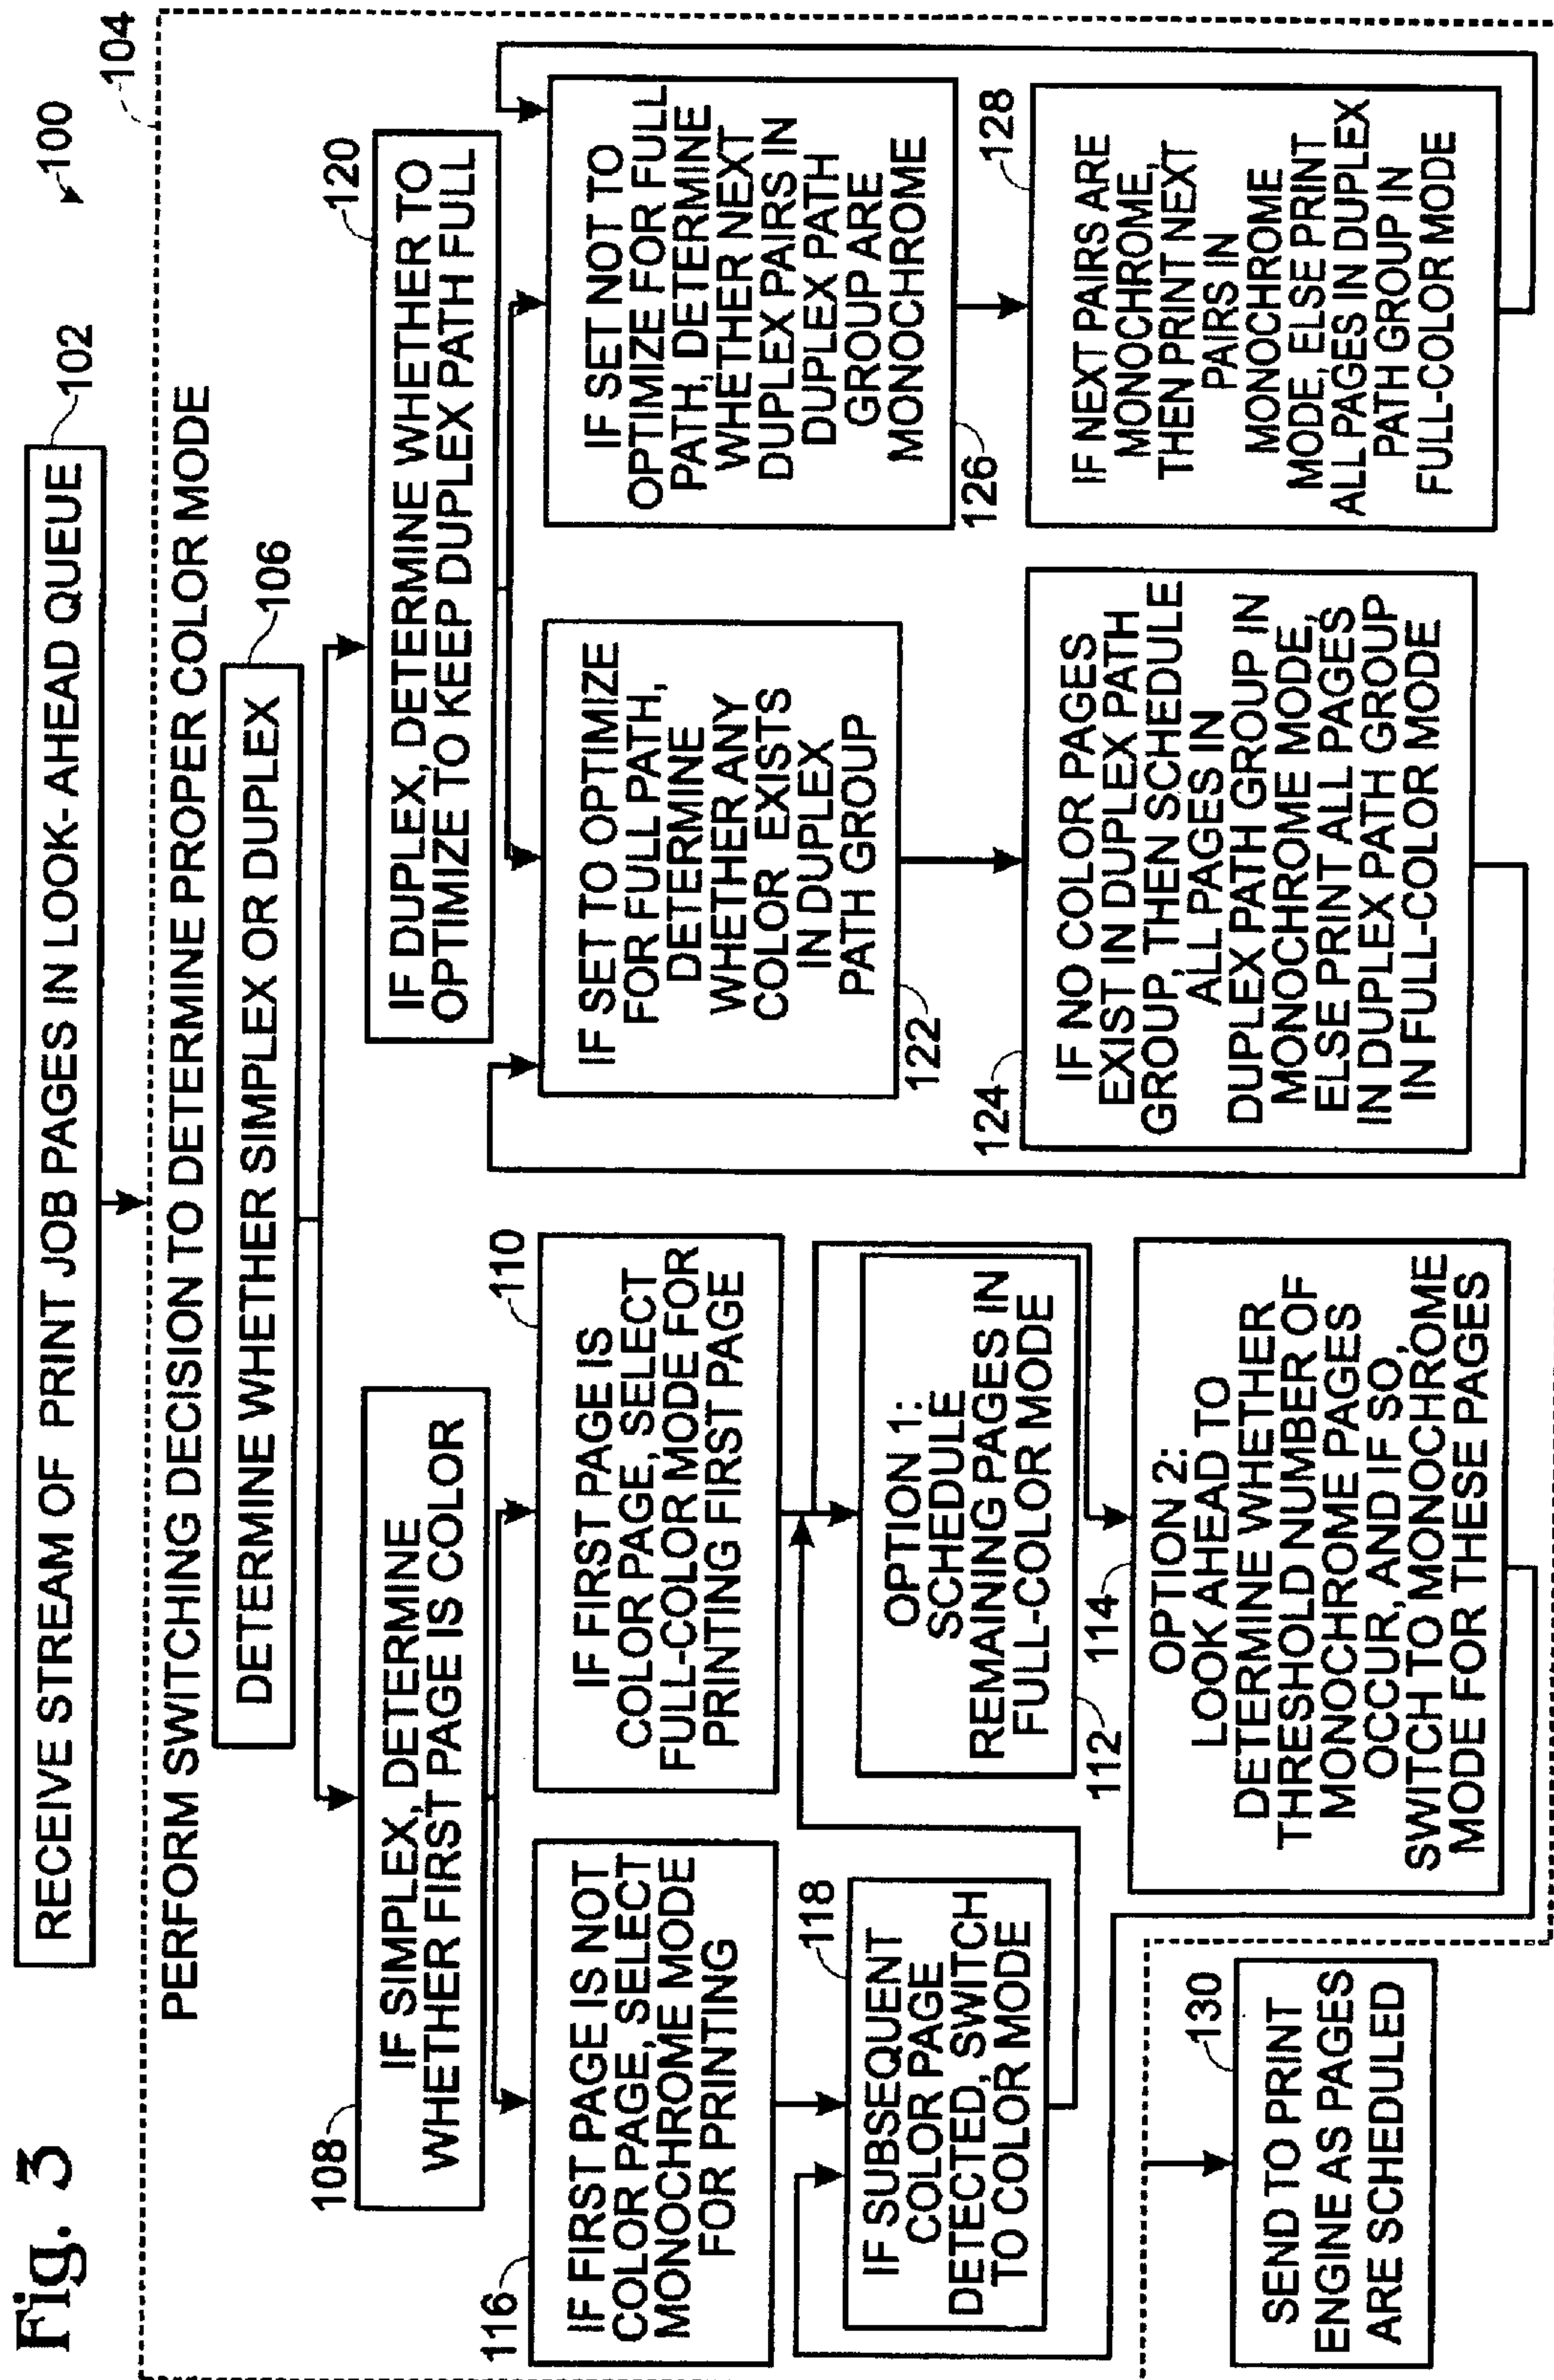 Fig. 3
100
RECEIVE STREAM OF PRINT JOB PAGES IN LOOK-AHEAD QUEUE
102
104
PERFORM SWITCHING DECISION TO DETERMINE PROPER COLOR MODE
DETERMINE WHETHER SIMPLEX OR DUPLEX
106
108
IF SIMPLEX, DETERMINE
WHETHER FIRST PAGE IS COLOR
116
IF FIRST PAGE IS NOT
COLOR PAGE, SELECT
MONOCHROME MODE
FOR PRINTING
118
IF SUBSEQUENT
COLOR PAGE
DETECTED, SWITCH
TO COLOR MODE
110
IF FIRST PAGE IS
COLOR PAGE, SELECT
FULL-COLOR MODE FOR
PRINTING FIRST PAGE
OPTION 1:
SCHEDULE
REMAINING PAGES IN
FULL-COLOR MODE
112
114
OPTION 2:
LOOK AHEAD TO
DETERMINE WHETHER
THRESHOLD NUMBER OF
MONOCHROME PAGES
OCCUR, AND IF SO,
SWITCH TO MONOCHROME
MODE FOR THESE PAGES
120
IF DUPLEX, DETERMINE WHETHER TO
OPTIMIZE TO KEEP DUPLEX PATH FULL
IF SET TO OPTIMIZE
FOR FULL PATH,
DETERMINE
WHETHER ANY
COLOR EXISTS
IN DUPLEX
PATH GROUP
122
124
IF NO COLOR PAGES
EXIST IN DUPLEX PATH
GROUP, THEN SCHEDULE
ALL PAGES IN
DUPLEX PATH GROUP IN
MONOCHROME MODE,
ELSE PRINT ALL PAGES
IN DUPLEX PATH GROUP
IN FULL-COLOR MODE
IF SET NOT TO
OPTIMIZE FOR FULL
PATH, DETERMINE
WHETHER NEXT
DUPLEX PAIRS IN
DUPLEX PATH
GROUP ARE
MONOCHROME
126
128
IF NEXT PAIRS ARE
MONOCHROME,
THEN PRINT NEXT
PAIRS IN
MONOCHROME
MODE, ELSE PRINT
ALL PAGES IN DUPLEX
PATH GROUP IN
FULL-COLOR MODE
130
SEND TO PRINT
ENGINE AS PAGES
ARE SCHEDULED